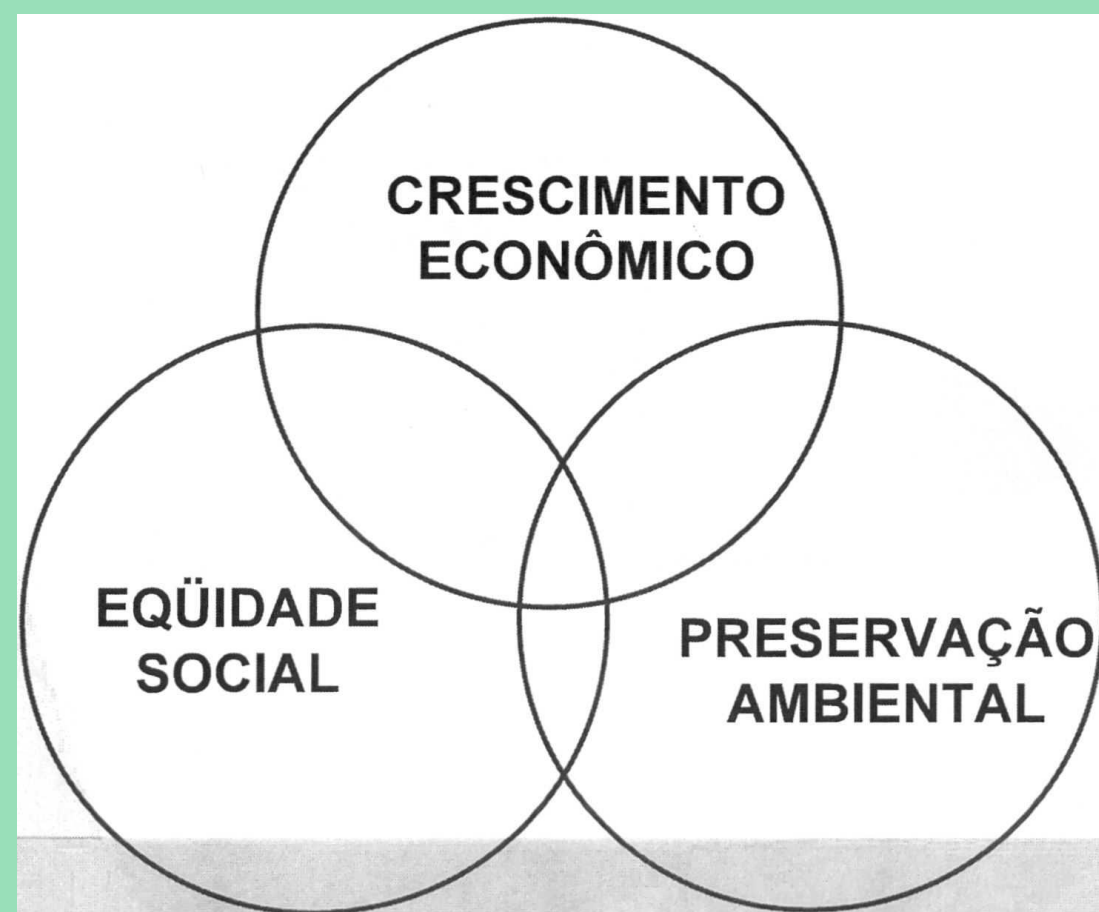 CRESCIMENTO
ECONÔMICO
EQÜIDADE
SOCIAL
PRESERVAÇÃO
AMBIENTAL